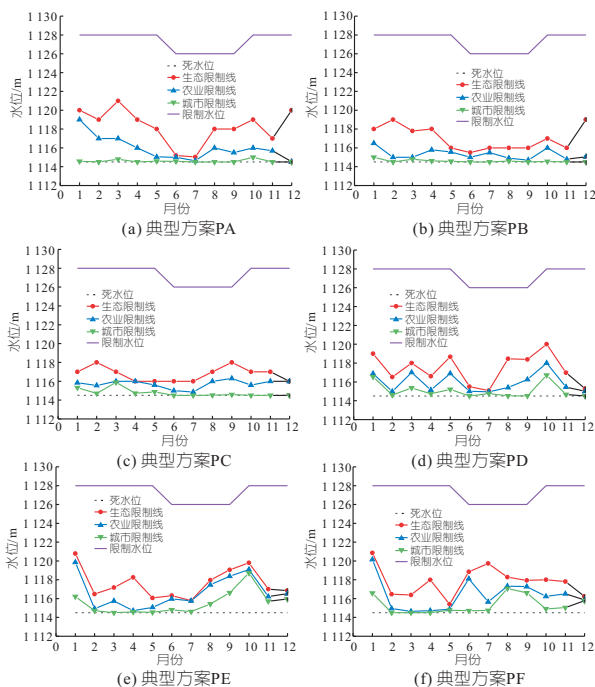 1 130
1 128
1 126
1 124
1 122
1 120
1 118
1 116
1 114
1 112
水位/m
死水位
生态限制线
农业限制线
城市限制线
限制水位
0 1 2 3 4 5 6 7 8 9 10 11 12
月份
(a) 典型方案PA
1 130
1 128
1 126
1 124
1 122
1 120
1 118
1 116
1 114
1 112
水位/m
死水位
生态限制线
农业限制线
城市限制线
限制水位
0 1 2 3 4 5 6 7 8 9 10 11 12
月份
(b) 典型方案PB
1 130
1 128
1 126
1 124
1 122
1 120
1 118
1 116
1 114
1 112
水位/m
死水位
生态限制线
农业限制线
城市限制线
限制水位
0 1 2 3 4 5 6 7 8 9 10 11 12
月份
(c) 典型方案PC
1 130
1 128
1 126
1 124
1 122
1 120
1 118
1 116
1 114
1 112
水位/m
死水位
生态限制线
农业限制线
城市限制线
限制水位
0 1 2 3 4 5 6 7 8 9 10 11 12
月份
(d) 典型方案PD
1 130
1 128
1 126
1 124
1 122
1 120
1 118
1 116
1 114
1 112
水位/m
死水位
生态限制线
农业限制线
城市限制线
限制水位
0 1 2 3 4 5 6 7 8 9 10 11 12
月份
(e) 典型方案PE
1 130
1 128
1 126
1 124
1 122
1 120
1 118
1 116
1 114
1 112
水位/m
死水位
生态限制线
农业限制线
城市限制线
限制水位
0 1 2 3 4 5 6 7 8 9 10 11 12
月份
(f) 典型方案PF